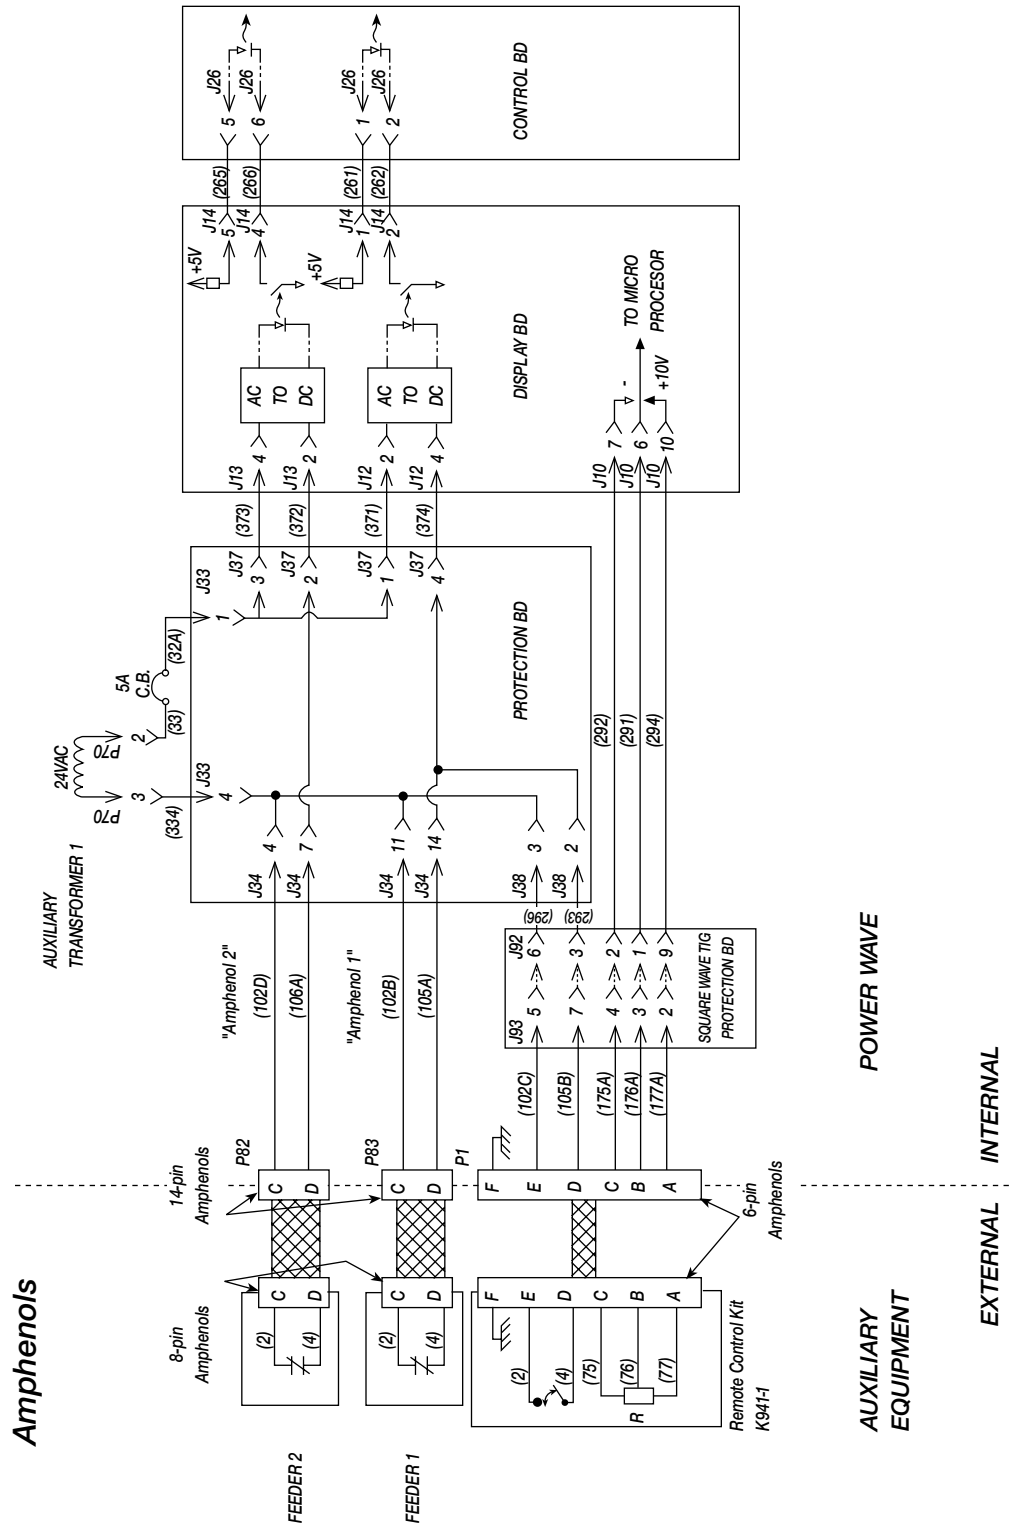 Amphenols
AUXILIARY
TRANSFORMER 1
24VAC
P70
P70
3
2
(334)
(33)
5A
C.B.
(32A)
J33
4
J33
1
FEEDER 2
8-pin
Amphenols
(2)
(4)
C
D
14-pin
Amphenols
P82
C
D
"Amphenol 2"
(102D)
(106A)
J34
4
J34
7
J37
3
J37
2
(373)
(372)
J13
4
J13
2
AC
TO
DC
+5V
J14
5
J14
4
(265)
(266)
5
6
J26
J26
FEEDER 1
(2)
(4)
C
D
P83
C
D
"Amphenol 1"
(102B)
(105A)
J34
11
J34
14
J37
1
J37
4
(371)
(374)
J12
2
J12
4
AC
TO
DC
+5V
J14
1
J14
2
(261)
(262)
1
2
J26
J26
PROTECTION BD
DISPLAY BD
CONTROL BD
Remote Control Kit
K941-1
R
(2)
(4)
(75)
(76)
(77)
F
E
D
C
B
A
6-pin
Amphenols
P1
F
E
D
C
B
A
(102C)
(105B)
(175A)
(176A)
(177A)
J93
5
7
4
3
2
J92
6
3
2
1
9
SQUARE WAVE TIG
PROTECTION BD
(296)
(293)
J38
3
J38
2
(292)
(291)
(294)
J10
7
J10
6
J10
10
-
+10V
TO MICRO
PROCESOR
AUXILIARY
EQUIPMENT
POWER WAVE
EXTERNAL
INTERNAL